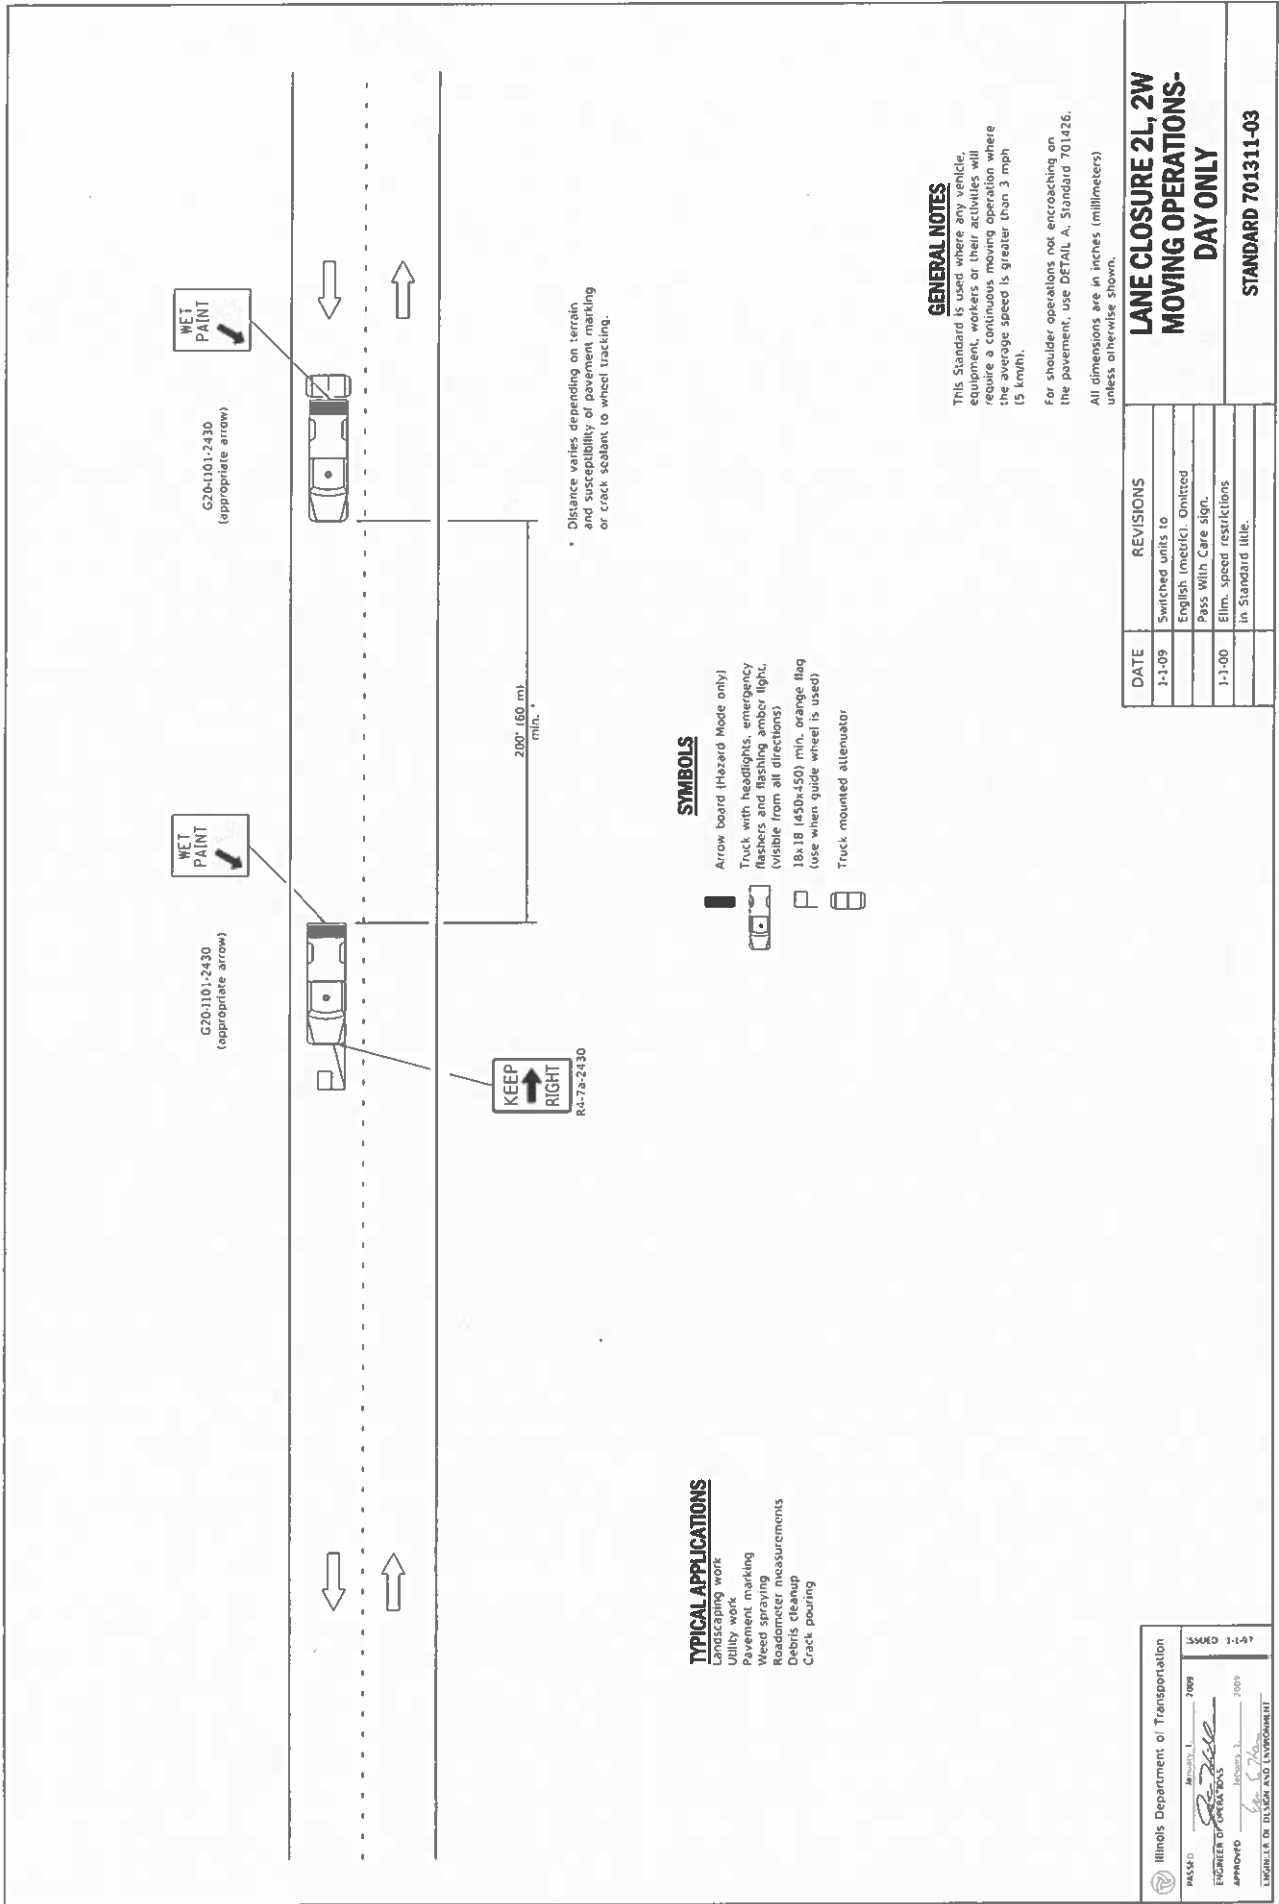 G20-I101-2430
(appropriate arrow)
WET
PAINT
G20-I101-2430
(appropriate arrow)
WET
PAINT
KEEP
RIGHT
R4-7a-2430
200' (60 m)
min. *
* Distance varies depending on terrain
and susceptibility of pavement marking
or crack sealant to wheel tracking.
TYPICAL APPLICATIONS
Landscaping work
Utility work
Pavement marking
Weed spraying
Roadometer measurements
Debris cleanup
Crack pouring
SYMBOLS
Arrow board (Hazard Mode only)
Truck with headlights, emergency
flashers and flashing amber light.
(visible from all directions)
18x18 (450x450) min. orange flag
(use when guide wheel is used)
Truck mounted attenuator
GENERAL NOTES
This Standard is used where any vehicle,
equipment, workers or their activities will
require a continuous moving operation where
the average speed is greater than 3 mph
(5 km/h).
For shoulder operations not encroaching on
the pavement, use DETAIL A, Standard 701426.
All dimensions are in inches (millimeters)
unless otherwise shown.
Illinois Department of Transportation
PASSED January 1, 2009
ENGINEER OF OPERATIONS
APPROVED January 1, 2009
ENGINEER OF DESIGN AND ENVIRONMENT
ISSUED 1-1-97
DATE REVISIONS
1-1-09 Switched units to
English (metric). Omitted
Pass With Care sign.
1-1-00 Elim. speed restrictions
in Standard title.
LANE CLOSURE 2L, 2W
MOVING OPERATIONS-
DAY ONLY
STANDARD 701311-03